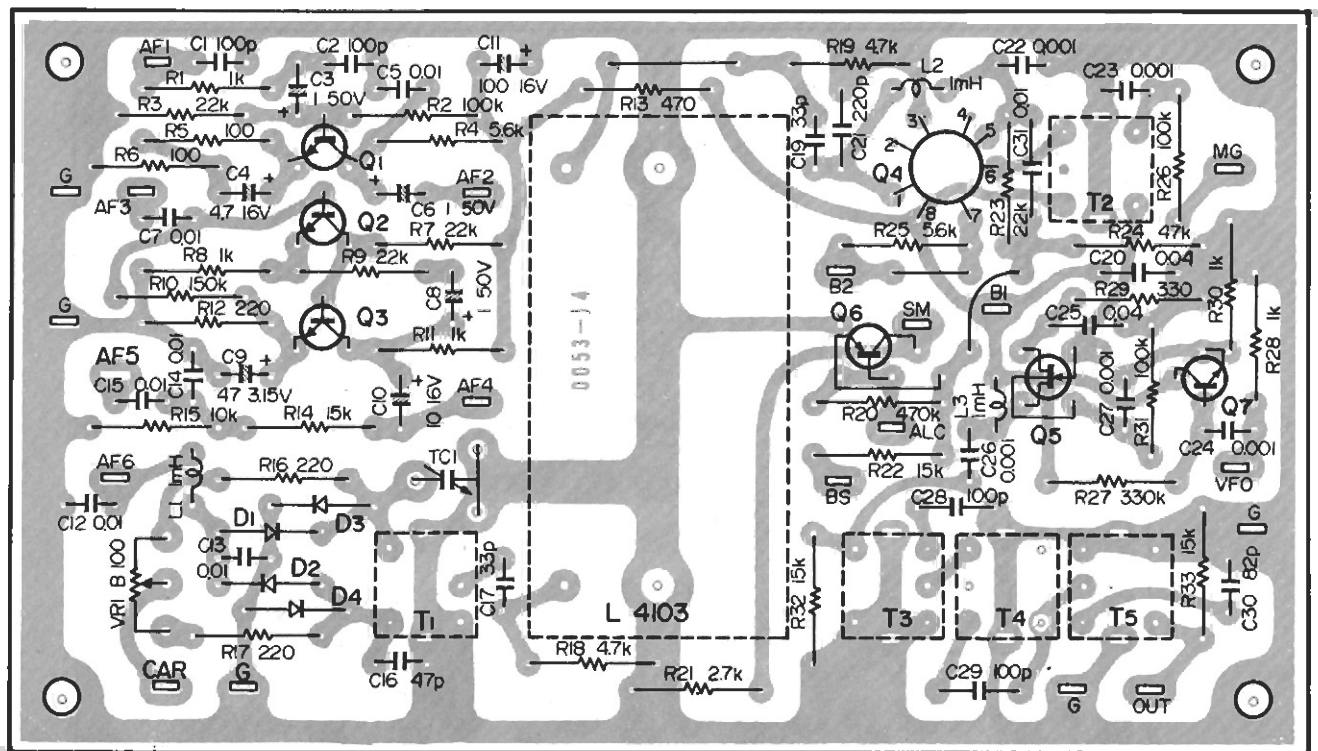 AF1
C1 100p
C2 100p
C11
100 16V
R19 4.7k
L2
1mH
C22 0.001
C23 0.001
R1 1k
C3
1 50V
C5 0.01
R13 470
C19 33p
C21 220p
C31 0.01
R26 100k
R3 22k
R2 100k
R5 100
R4 5.6k
R6 100
Q1
Q4
1
2
3
4
5
6
7
8
R23 22k
T2
MG
G
AF3
C4
4.7 16V
C6 1 50V
AF2
C7 0.01
Q2
R7 22k
R25 5.6k
R24 47k
R8 1k
R9 22k
C8 1 50V
B2
C20 0.04
R30 1k
R10 150k
R29 330
G
R12 220
Q3
R11 1k
0053-J4
Q6
SM
B1
C25 0.04
R28 1k
AF5
C14 0.01
C9
47 3.15V
C15 0.01
C10
10 16V
AF4
L3 1mH
Q5
C27 0.001
R31 100k
Q7
R15 10k
R14 15k
R20 470k
ALC
C24 0.001
AF6
L1 1mH
R16 220
TC1
R22 15k
C26 0.001
BS
C28 100p
R27 330k
VFO
C12 0.01
D1
D3
G
VR1 B 100
C13 0.01
D2
D4
T1
C17 33p
L 4103
R32 15k
T3
T4
T5
R33 15k
C30 82p
R17 220
CAR
G
C16 47p
R18 4.7k
R21 2.7k
C29 100p
G
OUT